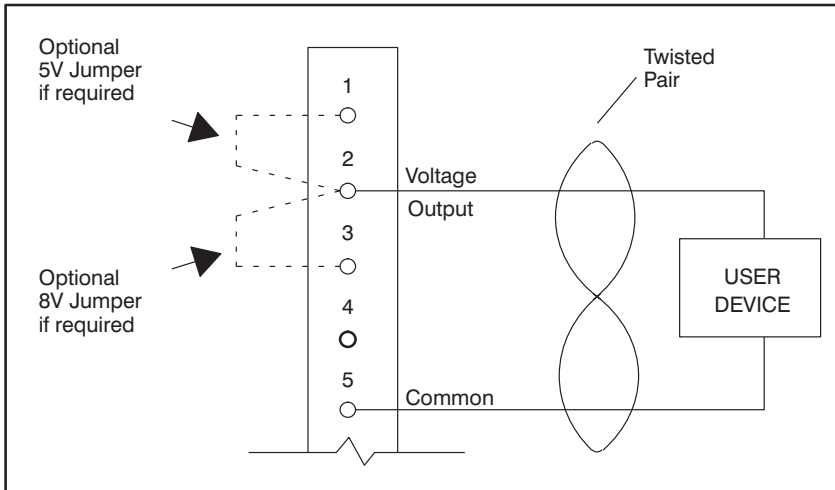 Optional
5V Jumper
if required
1
2
3
4
5
Optional
8V Jumper
if required
Voltage
Output
Common
Twisted
Pair
USER
DEVICE